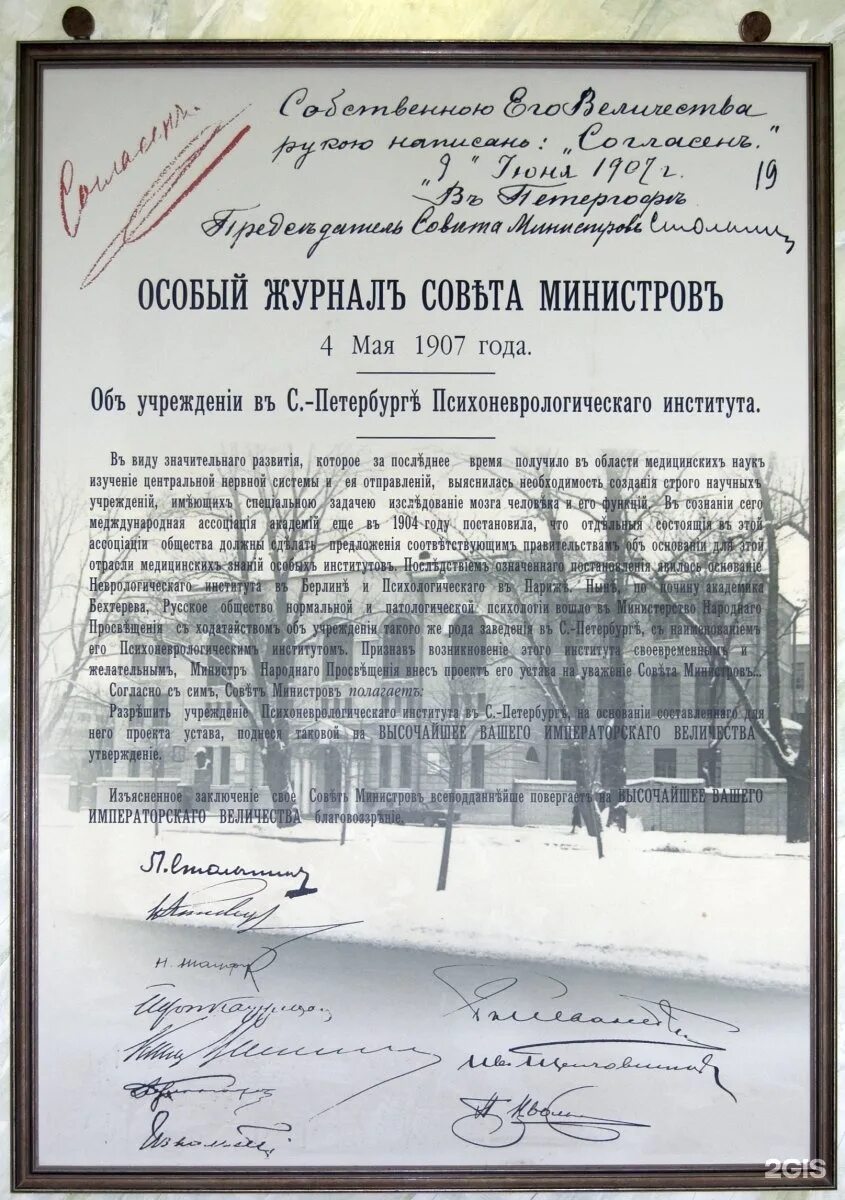 Согласенъ.
Собственною Его Величества
рукою написанъ: „Согласенъ."
„9" Іюня 1907 г.
19
Въ Петергофѣ
Предсѣдатель Совѣта Министровъ Столыпин
ОСОБЫЙ ЖУРНАЛЪ СОВѢТА МИНИСТРОВЪ
4 Мая 1907 года.
Объ учрежденіи въ С.-Петербургѣ Психоневрологическаго института.
Въ виду значительнаго развитія, которое за послѣднее время получило въ области медицинскихъ наукъ
изученіе центральной нервной системы и ея отправленій, выяснилась необходимость созданія строго научныхъ
учрежденій, имѣющихъ спеціальною задачею изслѣдованіе мозга человѣка и его функцій. Въ сознаніи сего
междждународная ассоціація академій еще въ 1904 году постановила, что отдѣльныя состоящія въ этой
ассоціаціи общества должны сдѣлать предложенія соотвѣтствующимъ правительствамъ объ основаніи для этой
отрасли медицинскихъ знаній особыхъ институтовъ. Послѣдствіемъ означеннаго постановленія явилось основаніе
Неврологическаго института въ Берлинѣ и Психологическаго въ Парижѣ. Нынѣ, по почину академика
Бехтерева, Русское общество нормальной и патологической психологіи вошло въ Министерство Народнаго
Просвѣщенія съ ходатайствомъ объ учрежденіи такого же рода заведенія въ С.-Петербургѣ, съ наименованіемъ
его Психоневрологическимъ институтомъ. Признавъ возникновеніе этого института своевременнымъ и
желательнымъ, Министръ Народнаго Просвѣщенія внесъ проектъ его устава на уваженіе Совѣта Министровъ...
Согласно съ симъ, Совѣтъ Министровъ полагаетъ:
Разрѣшить учрежденіе Психоневрологическаго института въ С.-Петербургѣ, на основаніи составленнаго для
него проекта устава, поднеся таковой на ВЫСОЧАЙШЕЕ ВАШЕГО ИМПЕРАТОРСКАГО ВЕЛИЧЕСТВА
утвержденіе.
Изъясненное заключеніе свое Совѣтъ Министровъ всеподданнѣйше повергаетъ на ВЫСОЧАЙШЕЕ ВАШЕГО
ИМПЕРАТОРСКАГО ВЕЛИЧЕСТВА благовоззрѣніе.
П. Столыпин
2GIS